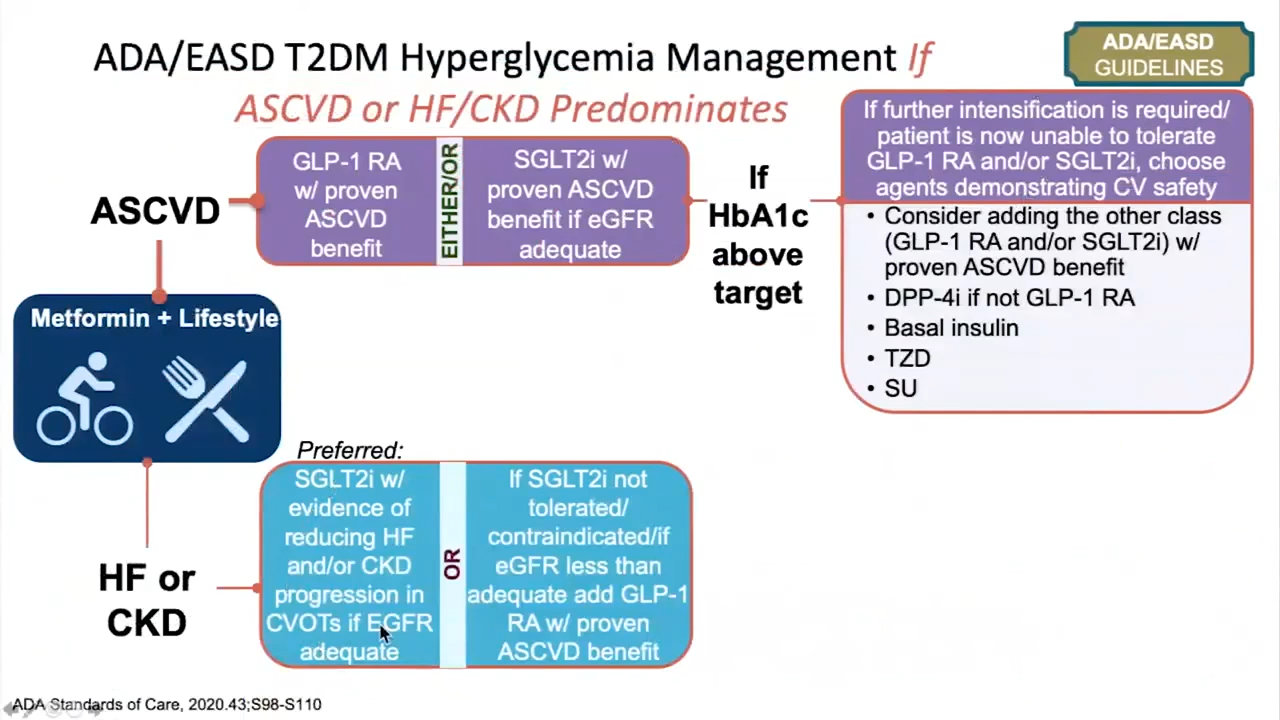 ADA/EASD T2DM Hyperglycemia Management If
ASCVD or HF/CKD Predominates
ADA/EASD
GUIDELINES
ASCVD
GLP-1 RA
w/ proven
ASCVD
benefit
EITHER/OR
SGLT2i w/
proven ASCVD
benefit if eGFR
adequate
If
HbA1c
above
target
If further intensification is required/
patient is now unable to tolerate
GLP-1 RA and/or SGLT2i, choose
agents demonstrating CV safety
• Consider adding the other class
(GLP-1 RA and/or SGLT2i) w/
proven ASCVD benefit
• DPP-4i if not GLP-1 RA
• Basal insulin
• TZD
• SU
Metformin + Lifestyle
HF or
CKD
Preferred:
SGLT2i w/
evidence of
reducing HF
and/or CKD
progression in
CVOTs if EGFR
adequate
OR
If SGLT2i not
tolerated/
contraindicated/if
eGFR less than
adequate add GLP-1
RA w/ proven
ASCVD benefit
ADA Standards of Care, 2020.43;S98-S110